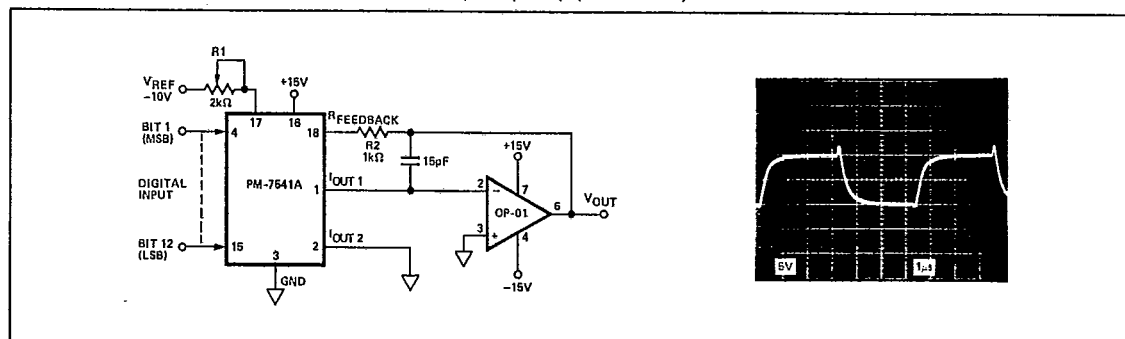 R1
VREF
-10V
2kΩ
+15V
17
16
RFEEDBACK
18
R2
1kΩ
15pF
BIT 1
(MSB)
4
DIGITAL
INPUT
PM-7541A
IOUT 1
1
IOUT 2
2
BIT 12
(LSB)
15
3
GND
+15V
2
−
7
OP-01
6
VOUT
3
+
4
-15V
5V
1μs